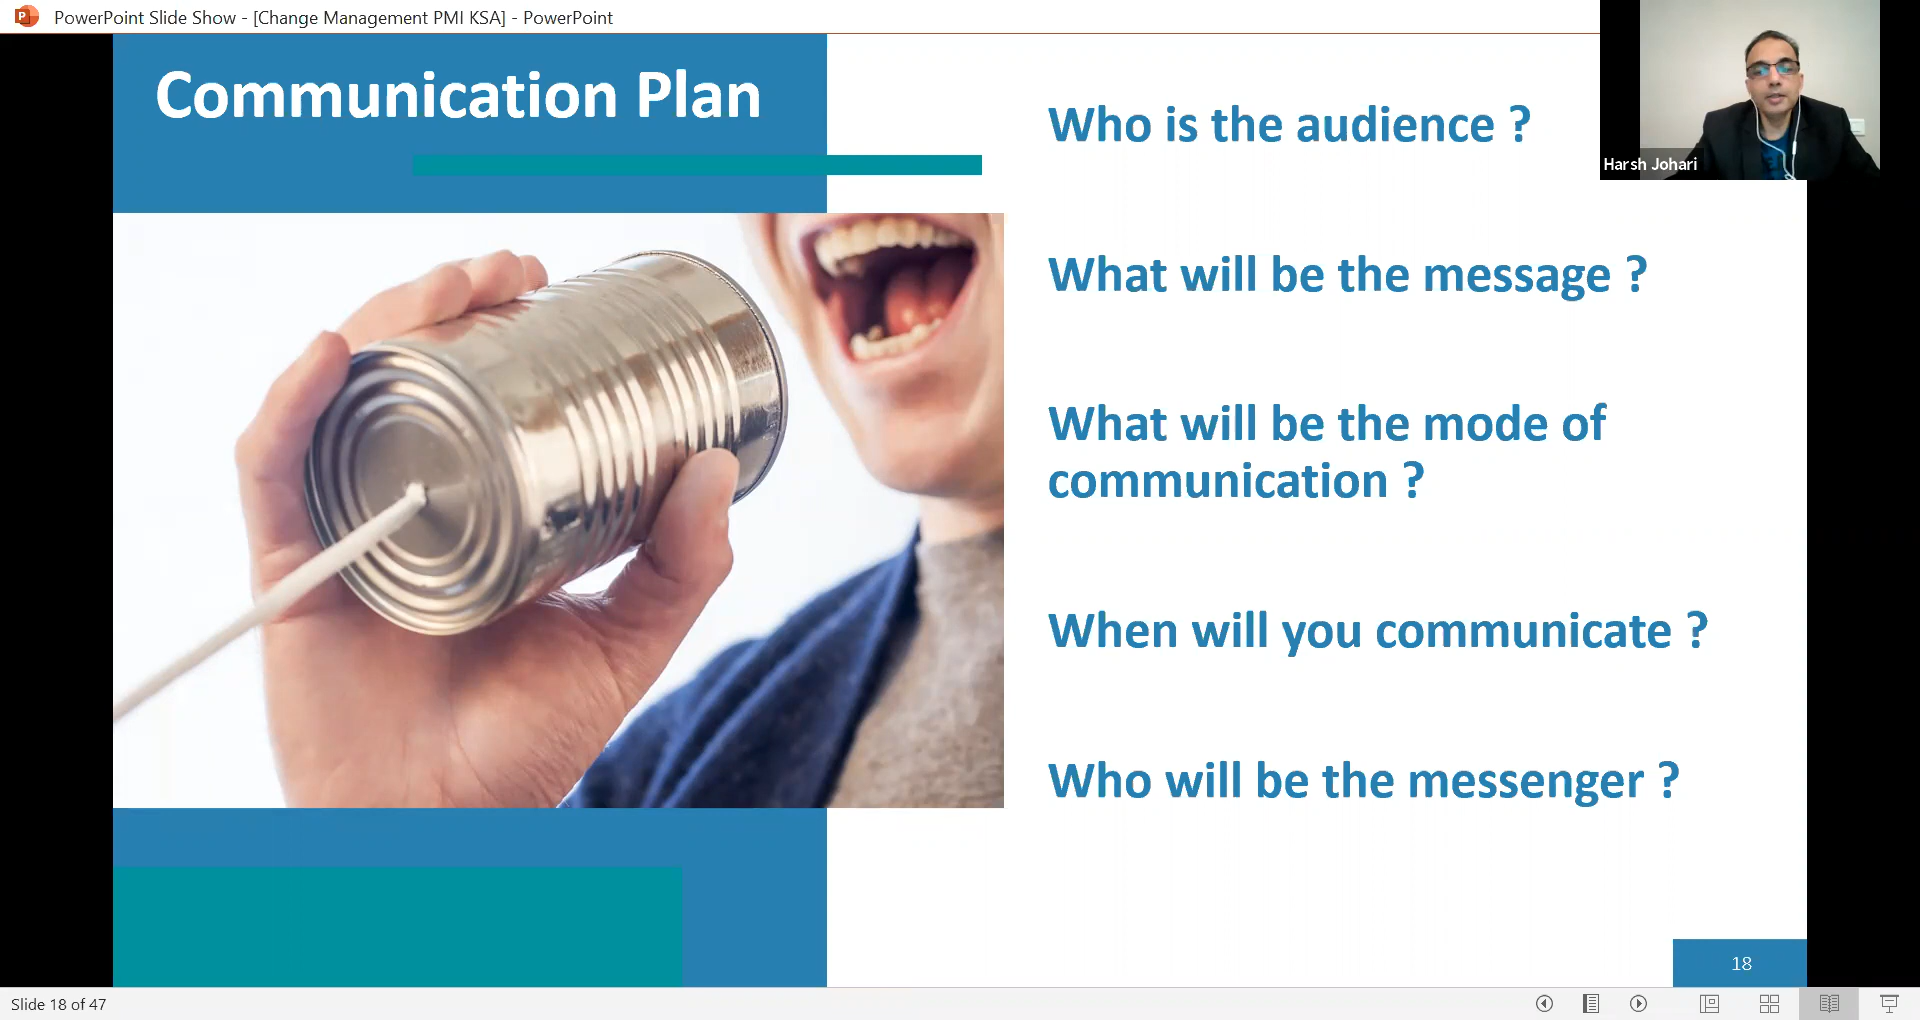 PowerPoint Slide Show - [Change Management PMI KSA] - PowerPoint
Communication Plan
Who is the audience ?
What will be the message ?
What will be the mode of
communication ?
When will you communicate ?
Who will be the messenger ?
Harsh Johari
18
Slide 18 of 47